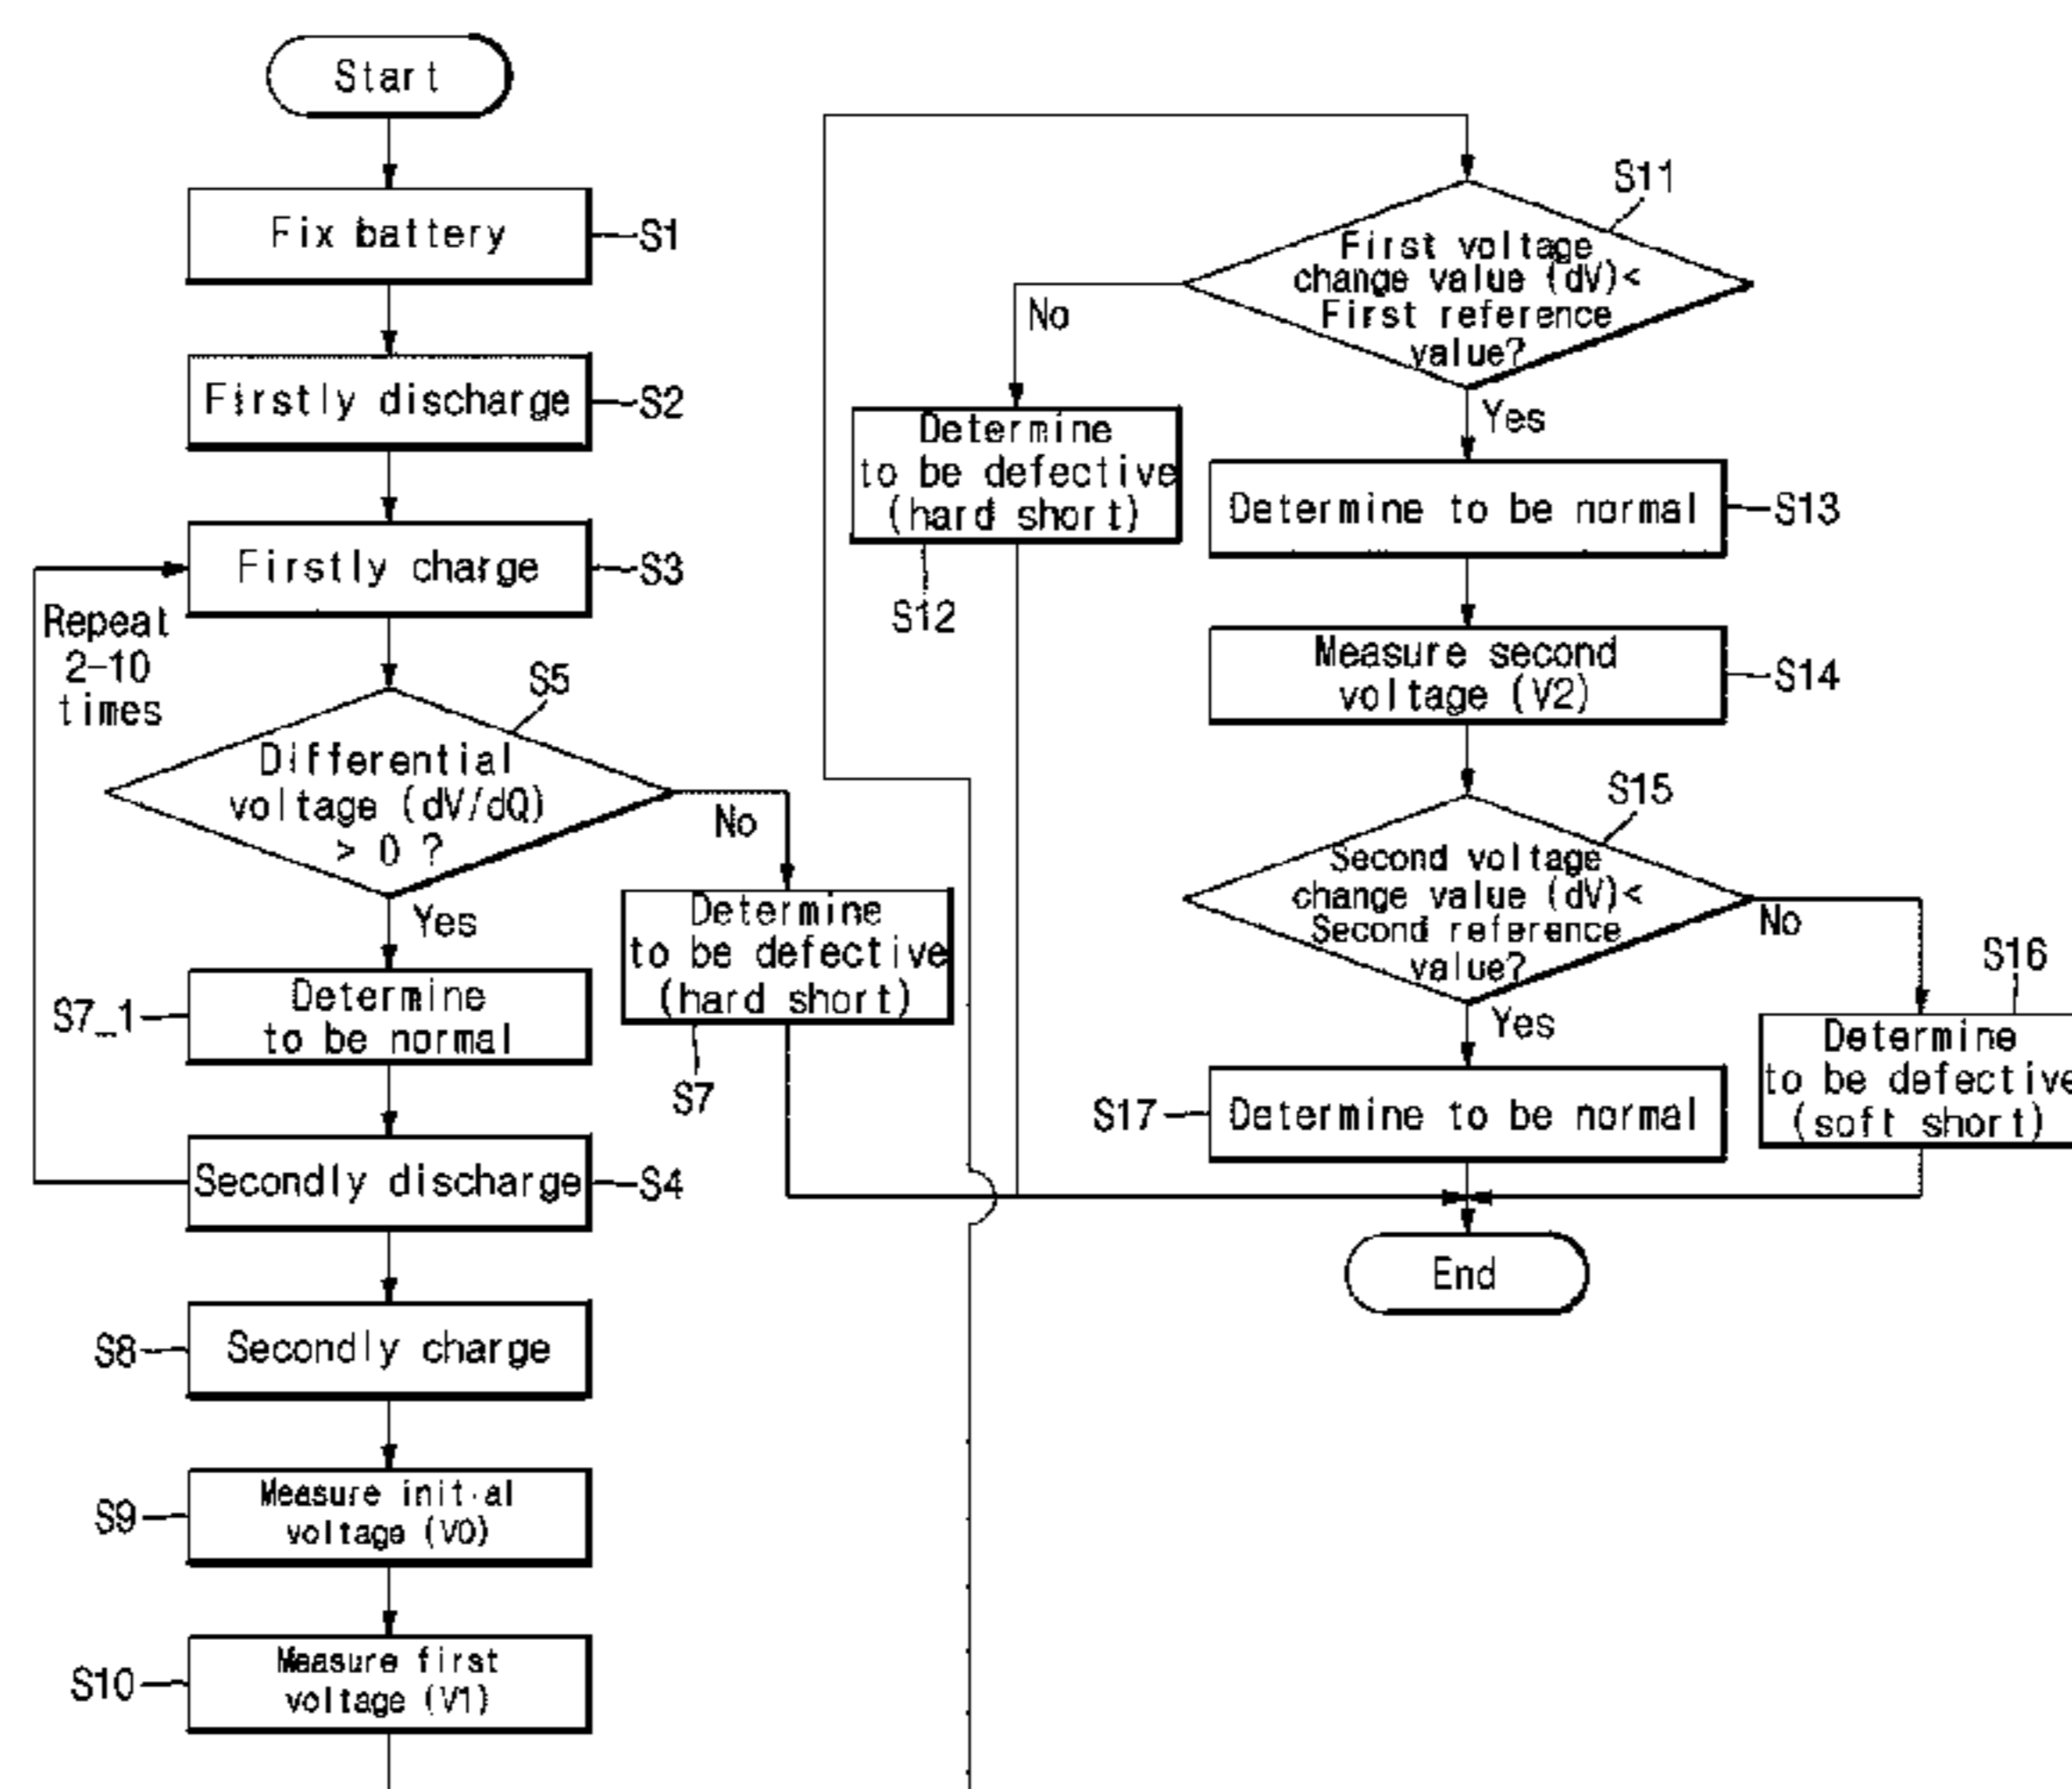 Start
Fix battery
S1
Firstly discharge
S2
Firstly charge
S3
Repeat
2-10
times
S5
Differential
voltage (dV/dQ)
> 0 ?
No
Yes
Determine
to be defective
(hard short)
S7
S7_1
Determine
to be normal
Secondly discharge
S4
S8
Secondly charge
S9
Measure initial
voltage (V0)
S10
Measure first
voltage (V1)
S11
First voltage
change value (dV)<
First reference
value?
No
Yes
Determine
to be defective
(hard short)
S12
Determine to be normal
S13
Measure second
voltage (V2)
S14
S15
Second voltage
change value (dV)<
Second reference
value?
No
Yes
S16
Determine
to be defective
(soft short)
S17
Determine to be normal
End